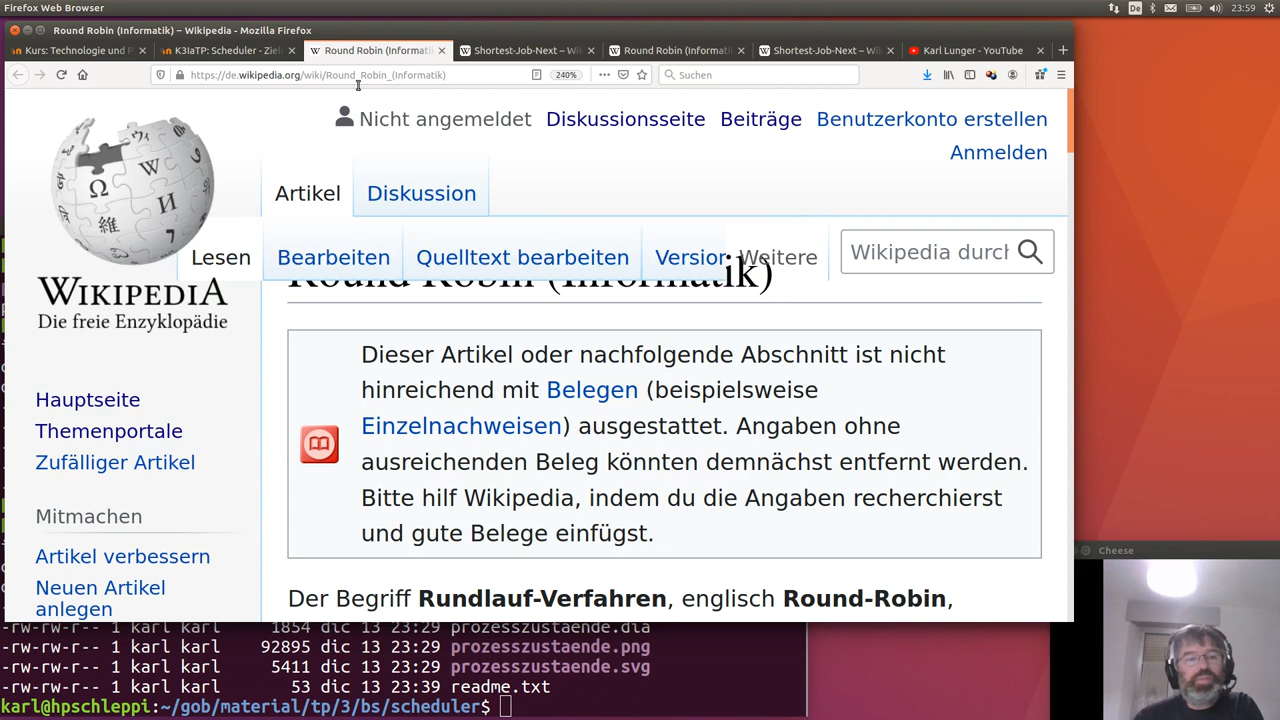 Firefox Web Browser
De
23:59
Round Robin (Informatik) – Wikipedia - Mozilla Firefox
Kurs: Technologie und P
K3IaTP: Scheduler - Ziel
Round Robin (Informati
Shortest-Job-Next – Wi
Round Robin (Informati
Shortest-Job-Next – Wi
Karl Lunger - YouTube
https://de.wikipedia.org/wiki/Round_Robin_(Informatik)
240%
Suchen
Nicht angemeldet Diskussionsseite Beiträge Benutzerkonto erstellen
Anmelden
Artikel Diskussion
Lesen Bearbeiten Quelltext bearbeiten Version Weitere
Wikipedia durch
Round Robin (Informatik)
WIKIPEDIA
Die freie Enzyklopädie
Hauptseite
Themenportale
Zufälliger Artikel
Mitmachen
Artikel verbessern
Neuen Artikel
anlegen
Dieser Artikel oder nachfolgende Abschnitt ist nicht
hinreichend mit Belegen (beispielsweise
Einzelnachweisen) ausgestattet. Angaben ohne
ausreichenden Beleg könnten demnächst entfernt werden.
Bitte hilf Wikipedia, indem du die Angaben recherchierst
und gute Belege einfügst.
Der Begriff Rundlauf-Verfahren, englisch Round-Robin,
Cheese
-rw-rw-r-- 1 karl karl 1854 dic 13 23:29 prozesszustaende.dia
-rw-rw-r-- 1 karl karl 92895 dic 13 23:29 prozesszustaende.png
-rw-rw-r-- 1 karl karl 5411 dic 13 23:29 prozesszustaende.svg
-rw-rw-r-- 1 karl karl 53 dic 13 23:39 readme.txt
karl@hpschleppi:~/gob/material/tp/3/bs/scheduler$